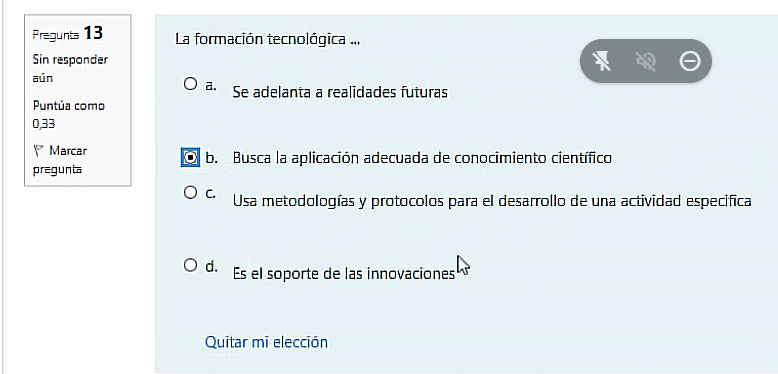 Pregunta 13
Sin responder
aún
Puntúa como
0,33
Marcar
pregunta
La formación tecnológica ...
a. Se adelanta a realidades futuras
b. Busca la aplicación adecuada de conocimiento científico
c. Usa metodologías y protocolos para el desarrollo de una actividad especifica
d. Es el soporte de las innovaciones
Quitar mi elección